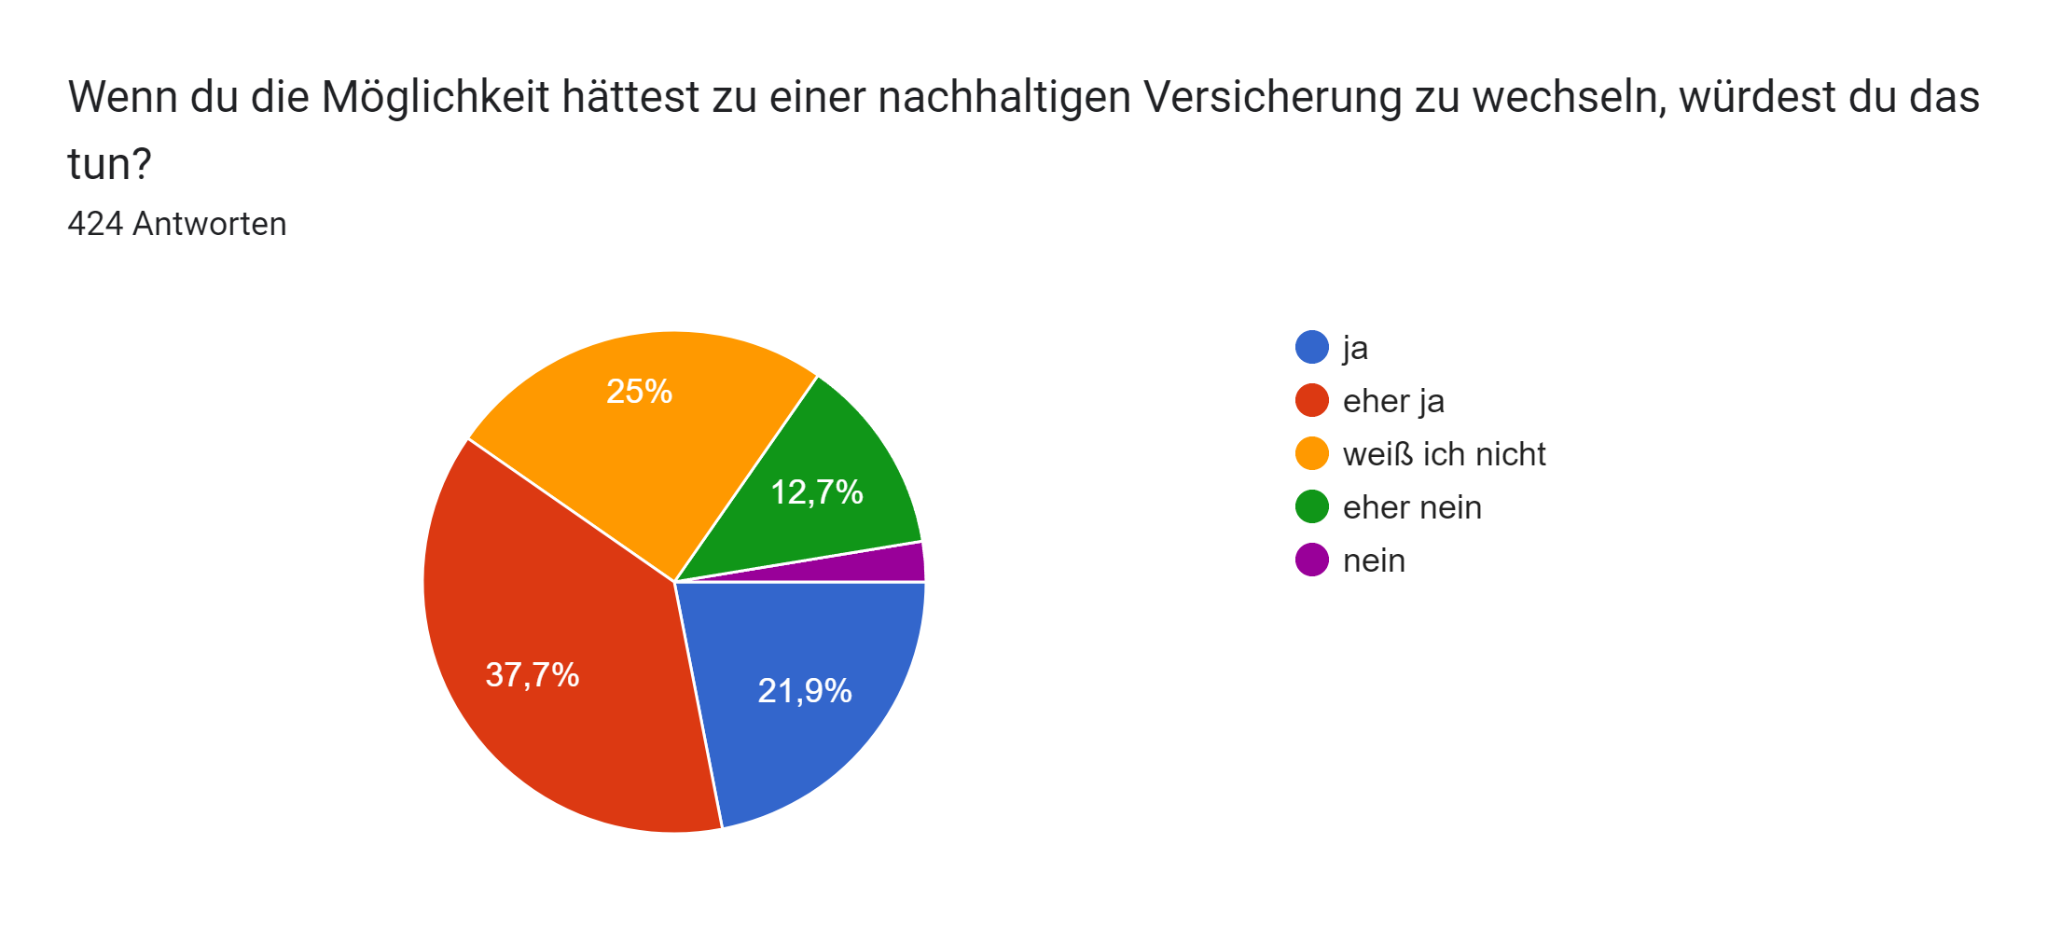 Wenn du die Möglichkeit hättest zu einer nachhaltigen Versicherung zu wechseln, würdest du das
tun?
424 Antworten
25%
12,7%
37,7%
21,9%
ja
eher ja
weiß ich nicht
eher nein
nein